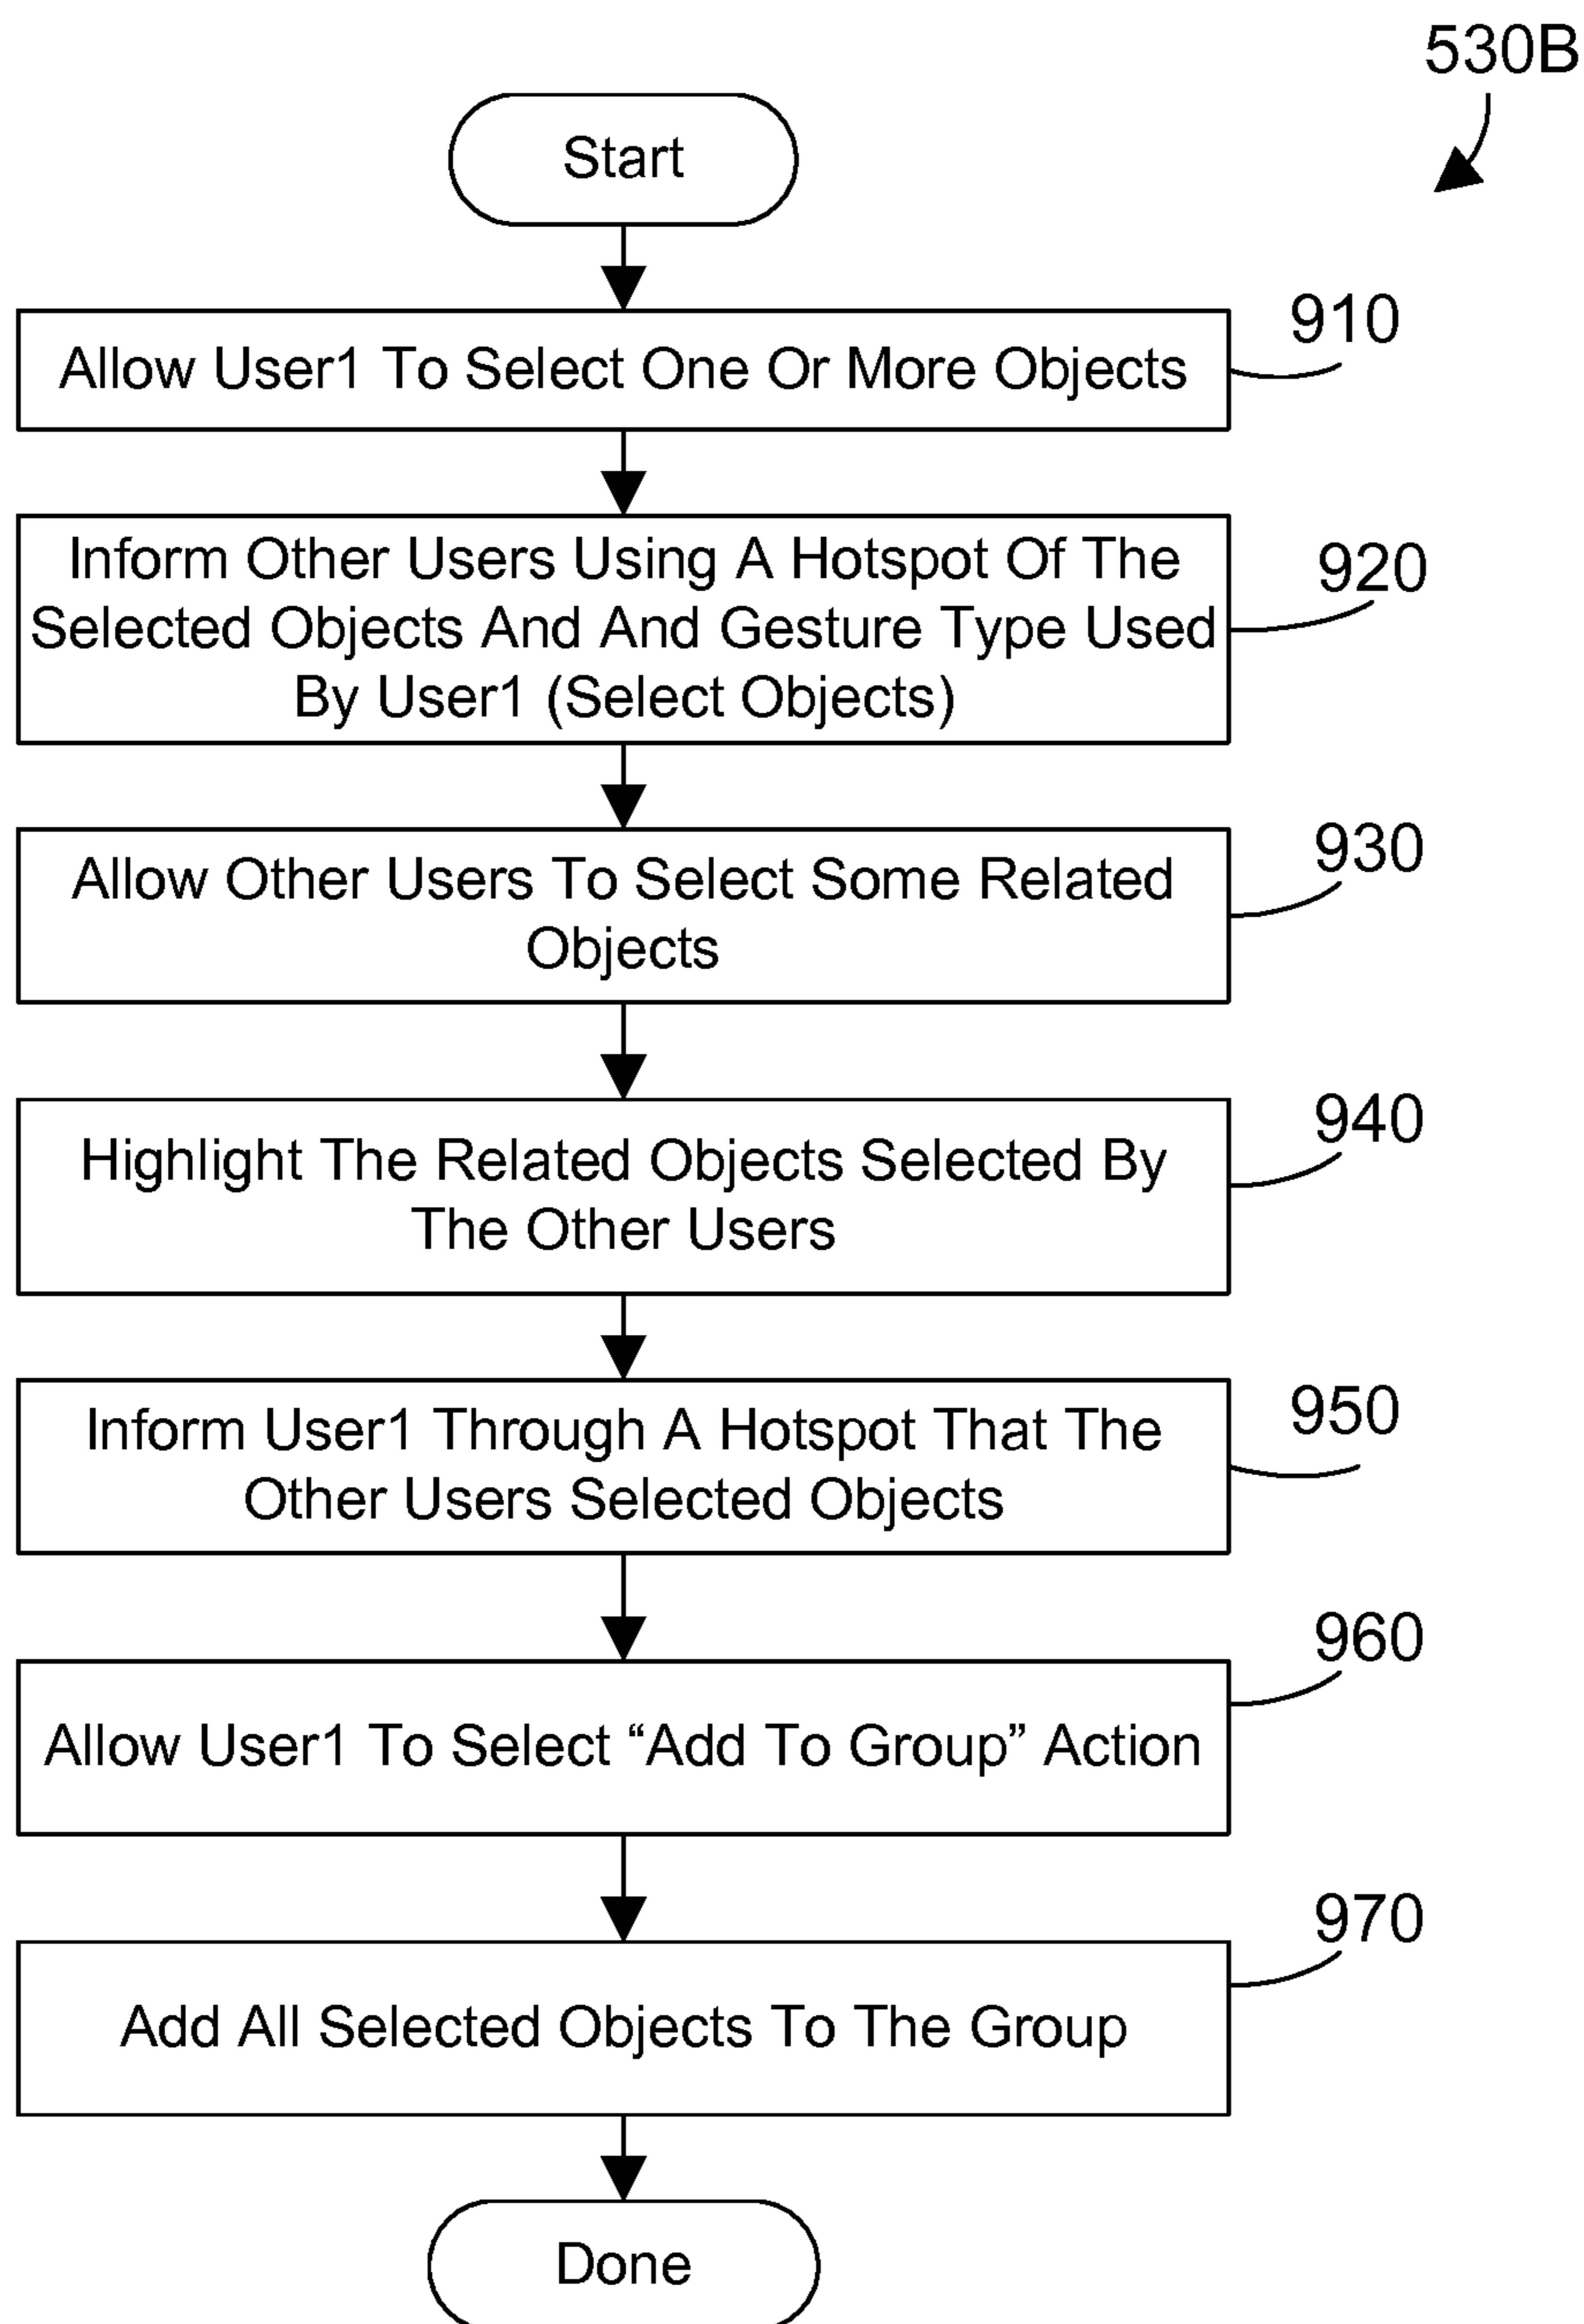 530B
Start
910
Allow User1 To Select One Or More Objects
920
Inform Other Users Using A Hotspot Of The
Selected Objects And And Gesture Type Used
By User1 (Select Objects)
930
Allow Other Users To Select Some Related
Objects
940
Highlight The Related Objects Selected By
The Other Users
950
Inform User1 Through A Hotspot That The
Other Users Selected Objects
960
Allow User1 To Select “Add To Group” Action
970
Add All Selected Objects To The Group
Done